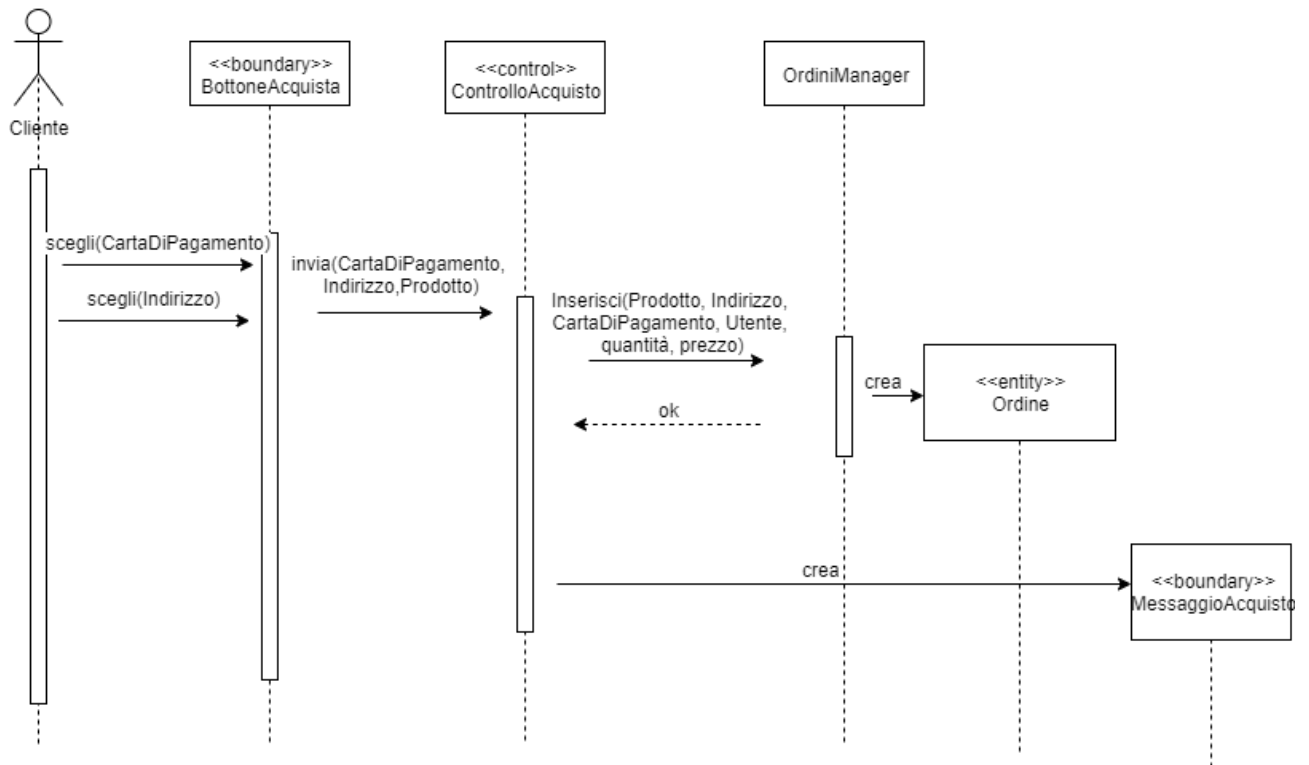 <<boundary>>
BottoneAcquista
<<control>>
ControlloAcquisto
OrdiniManager
Cliente
scegli(CartaDiPagamento)
invia(CartaDiPagamento,
Indirizzo,Prodotto)
scegli(Indirizzo)
Inserisci(Prodotto, Indirizzo,
CartaDiPagamento, Utente,
quantità, prezzo)
crea
<<entity>>
Ordine
ok
crea
<<boundary>>
MessaggioAcquisto